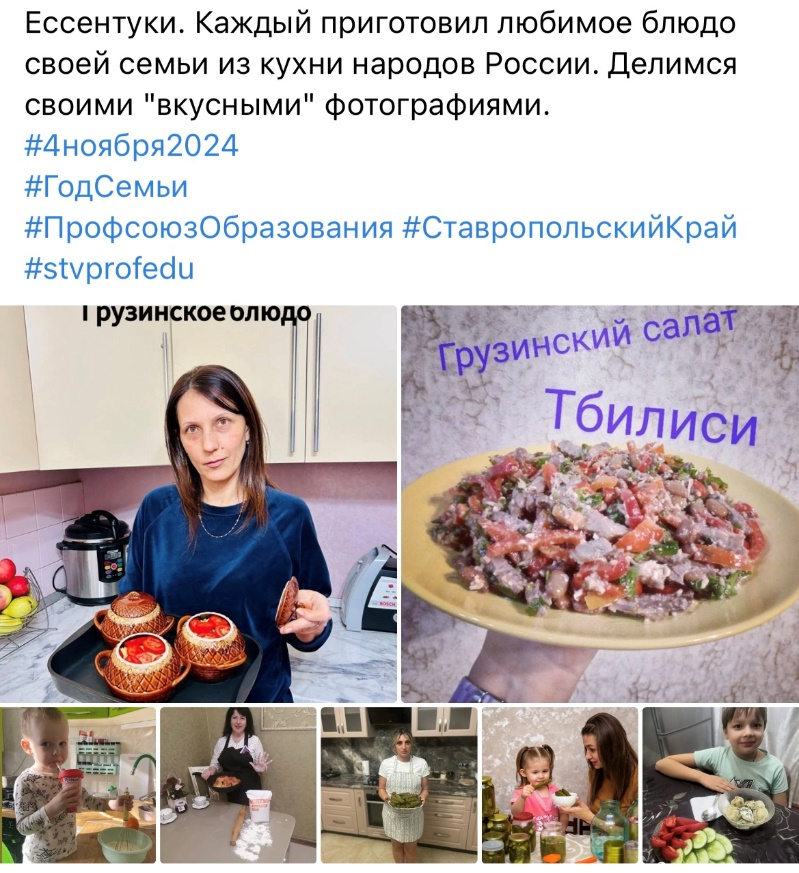 Ессентуки. Каждый приготовил любимое блюдо
своей семьи из кухни народов России. Делимся
своими "вкусными" фотографиями.
#4ноября2024
#ГодСемьи
#ПрофсоюзОбразования #СтавропольскийКрай
#stvprofedu
Грузинское блюдо
Грузинский салат
Тбилиси
BOSCH